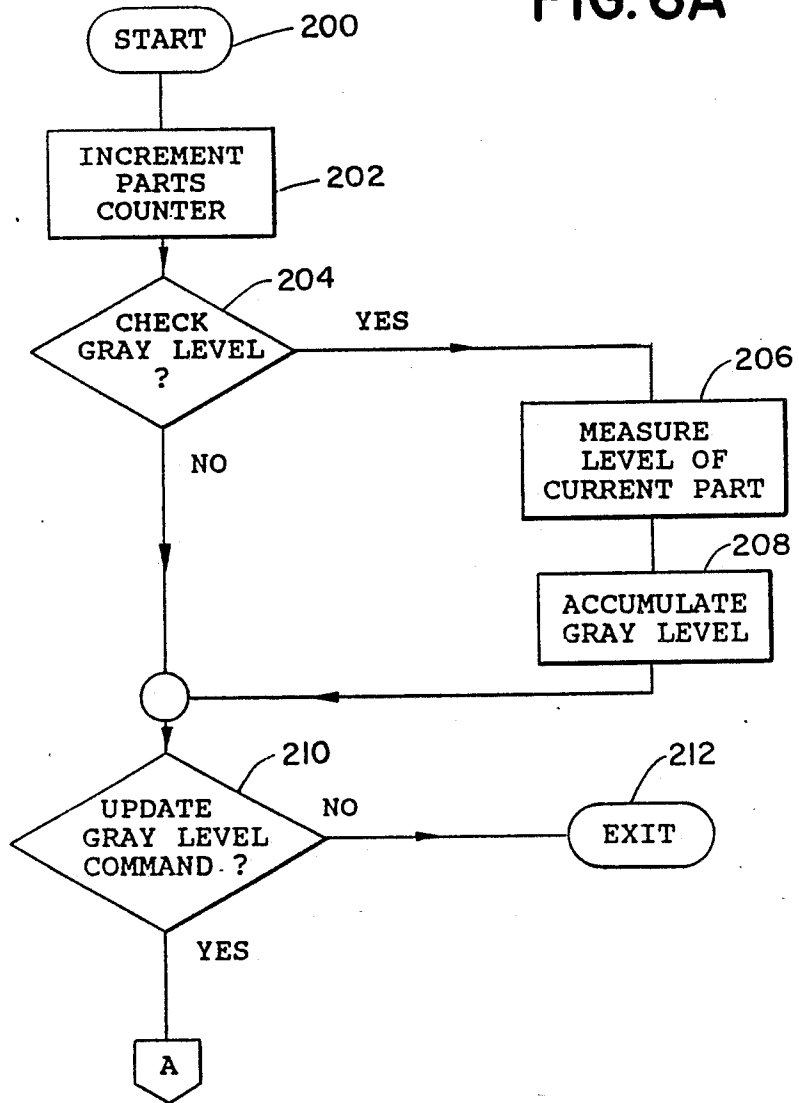 FIG. 6A
START
200
INCREMENT
PARTS
COUNTER
202
204
CHECK
GRAY LEVEL
?
YES
NO
206
MEASURE
LEVEL OF
CURRENT PART
208
ACCUMULATE
GRAY LEVEL
210
UPDATE
GRAY LEVEL
COMMAND ?
NO
212
EXIT
YES
A